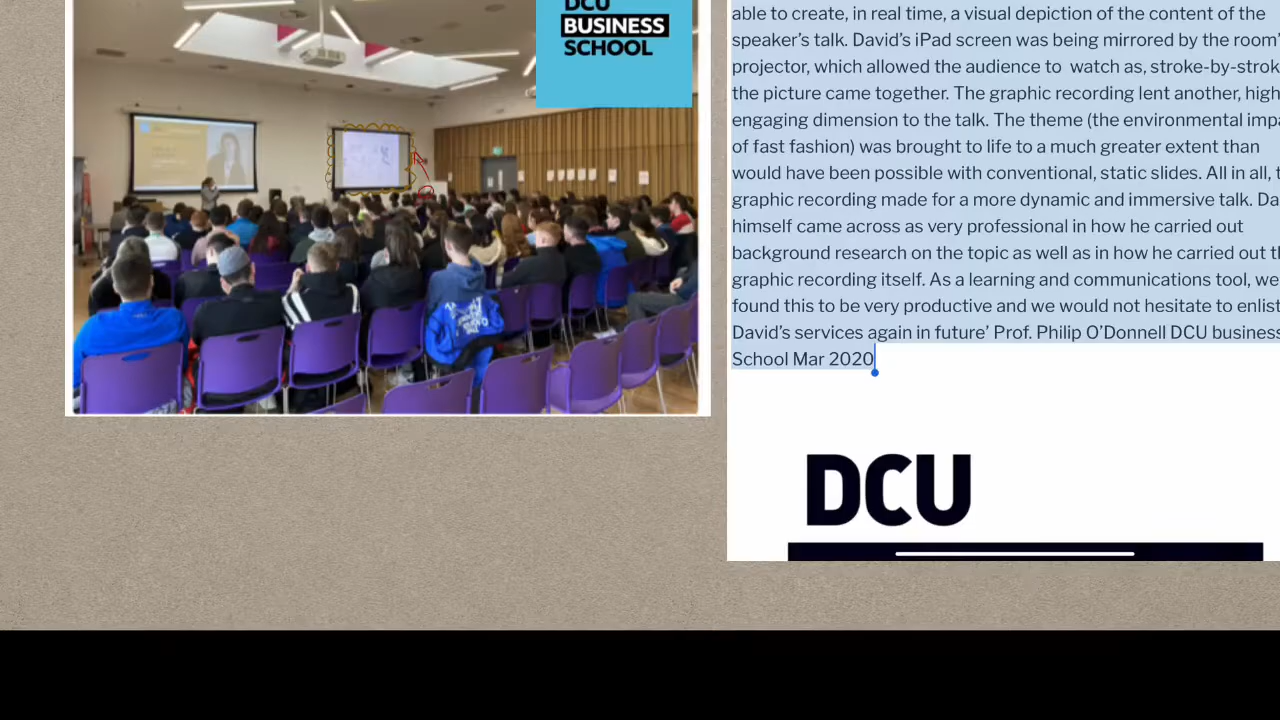 DCU
BUSINESS
SCHOOL
able to create, in real time, a visual depiction of the content of the
speaker’s talk. David’s iPad screen was being mirrored by the room’
projector, which allowed the audience to  watch as, stroke-by-strok
the picture came together. The graphic recording lent another, high
engaging dimension to the talk. The theme (the environmental impa
of fast fashion) was brought to life to a much greater extent than
would have been possible with conventional, static slides. All in all, t
graphic recording made for a more dynamic and immersive talk. Da
himself came across as very professional in how he carried out
background research on the topic as well as in how he carried out th
graphic recording itself. As a learning and communications tool, we
found this to be very productive and we would not hesitate to enlist
David’s services again in future’ Prof. Philip O’Donnell DCU business
School Mar 2020
DCU